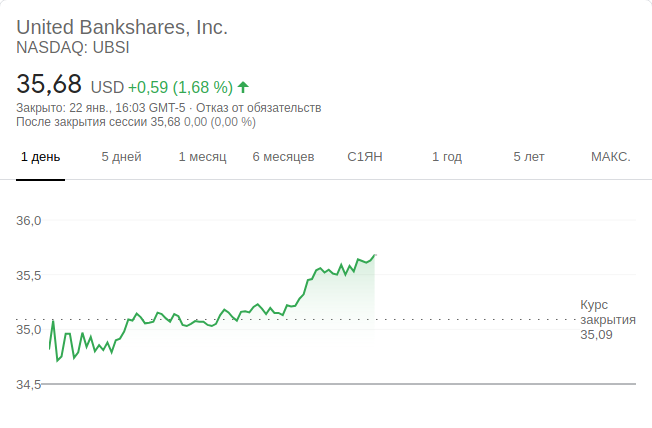 United Bankshares, Inc.
NASDAQ: UBSI
35,68 USD +0,59 (1,68 %)
Закрыто: 22 янв., 16:03 GMT-5 · Отказ от обязательств
После закрытия сессии 35,68 0,00 (0,00 %)
1 день 5 дней 1 месяц 6 месяцев С1ЯН 1 год 5 лет МАКС.
36,0
35,5
35,0
34,5
Курс
закрытия
35,09